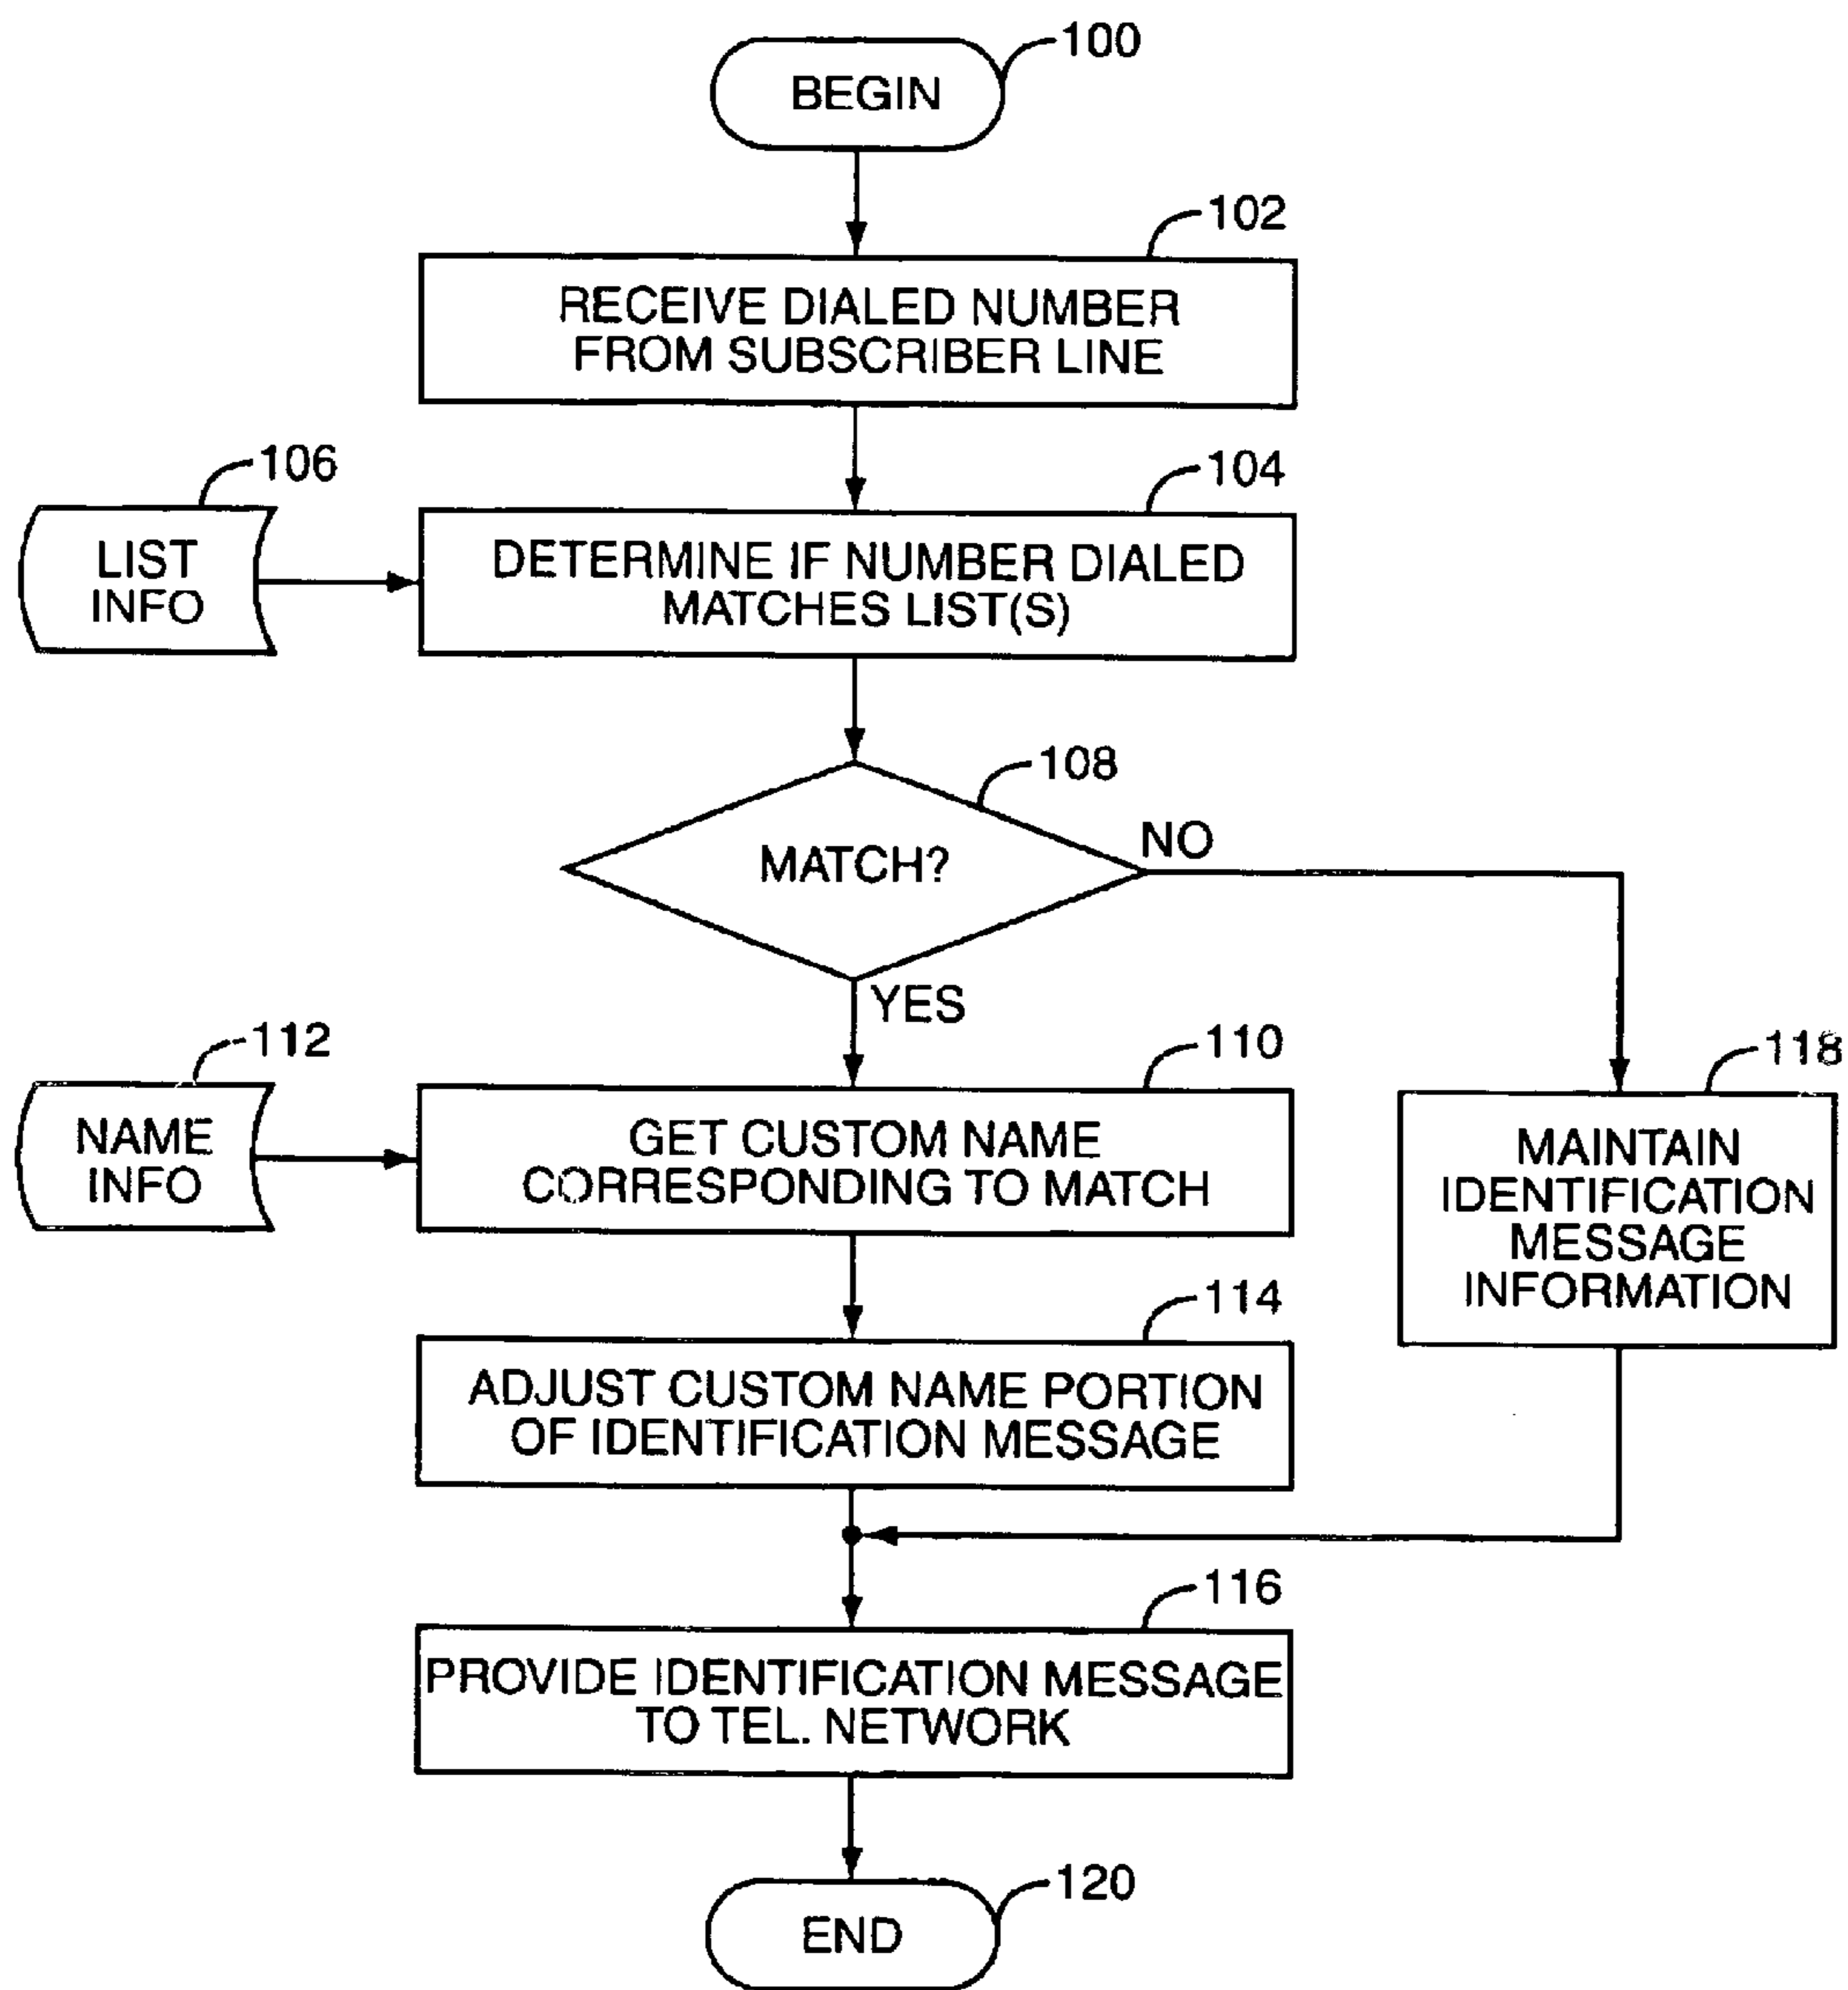 100
BEGIN
102
RECEIVE DIALED NUMBER
FROM SUBSCRIBER LINE
106
104
LIST
INFO
DETERMINE IF NUMBER DIALED
MATCHES LIST(S)
108
MATCH?
NO
YES
112
110
118
NAME
INFO
GET CUSTOM NAME
CORRESPONDING TO MATCH
MAINTAIN
IDENTIFICATION
MESSAGE
INFORMATION
114
ADJUST CUSTOM NAME PORTION
OF IDENTIFICATION MESSAGE
116
PROVIDE IDENTIFICATION MESSAGE
TO TEL. NETWORK
120
END